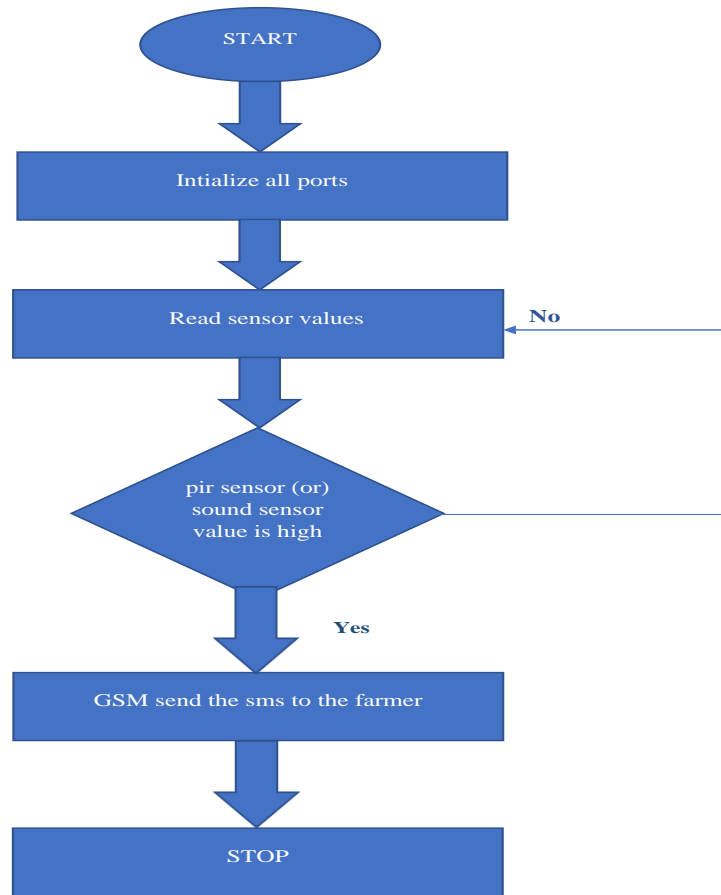 START
Intialize all ports
Read sensor values
No
pir sensor (or)
sound sensor
value is high
Yes
GSM send the sms to the farmer
STOP